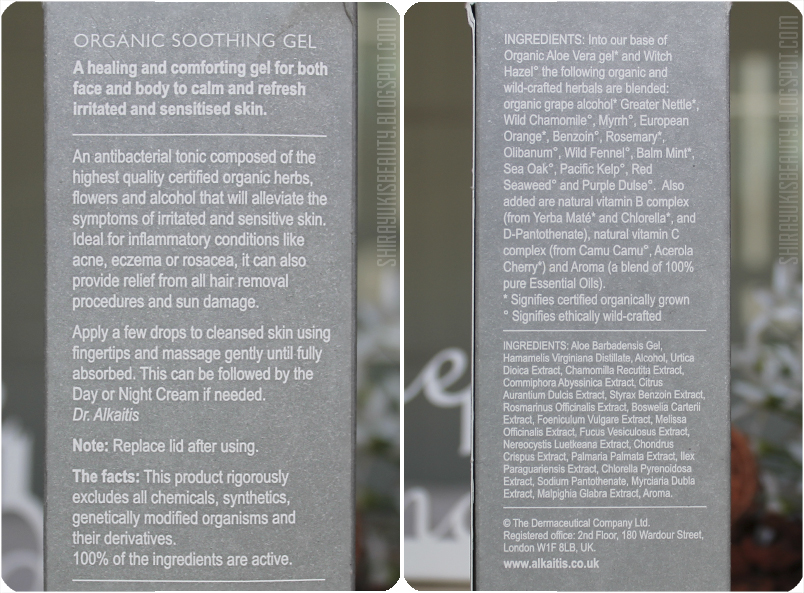 ORGANIC SOOTHING GEL
A healing and comforting gel for both
face and body to calm and refresh
irritated and sensitised skin.
An antibacterial tonic composed of the
highest quality certified organic herbs,
flowers and alcohol that will alleviate the
symptoms of irritated and sensitive skin.
Ideal for inflammatory conditions like
acne, eczema or rosacea, it can also
provide relief from all hair removal
procedures and sun damage.
Apply a few drops to cleansed skin using
fingertips and massage gently until fully
absorbed. This can be followed by the
Day or Night Cream if needed.
Dr. Alkaitis
Note: Replace lid after using.
The facts: This product rigorously
excludes all chemicals, synthetics,
genetically modified organisms and
their derivatives.
100% of the ingredients are active.
SHIRAYUKISBEAUTY.BLOGSPOT.COM
INGREDIENTS: Into our base of
Organic Aloe Vera gel* and Witch
Hazel° the following organic and
wild-crafted herbals are blended:
organic grape alcohol* Greater Nettle*,
Wild Chamomile°, Myrrh°, European
Orange*, Benzoin°, Rosemary*,
Olibanum°, Wild Fennel°, Balm Mint*,
Sea Oak°, Pacific Kelp°, Red
Seaweed° and Purple Dulse°. Also
added are natural vitamin B complex
(from Yerba Maté* and Chlorella*, and
D-Pantothenate), natural vitamin C
complex (from Camu Camu°, Acerola
Cherry*) and Aroma (a blend of 100%
pure Essential Oils).
* Signifies certified organically grown
° Signifies ethically wild-crafted
INGREDIENTS: Aloe Barbadensis Gel,
Hamamelis Virginiana Distillate, Alcohol, Urtica
Dioica Extract, Chamomilla Recutita Extract,
Commiphora Abyssinica Extract, Citrus
Aurantium Dulcis Extract, Styrax Benzoin Extract,
Rosmarinus Officinalis Extract, Boswelia Carterii
Extract, Foeniculum Vulgare Extract, Melissa
Officinalis Extract, Fucus Vesiculosus Extract,
Nereocystis Luetkeana Extract, Chondrus
Crispus Extract, Palmaria Palmata Extract, Ilex
Paraguariensis Extract, Chlorella Pyrenoidosa
Extract, Sodium Pantothenate, Myrciaria Dubla
Extract, Malpighia Glabra Extract, Aroma.
© The Dermaceutical Company Ltd.
Registered office: 2nd Floor, 180 Wardour Street,
London W1F 8LB, UK.
www.alkaitis.co.uk
SHIRAYUKISBEAUTY.BLOGSPOT.COM